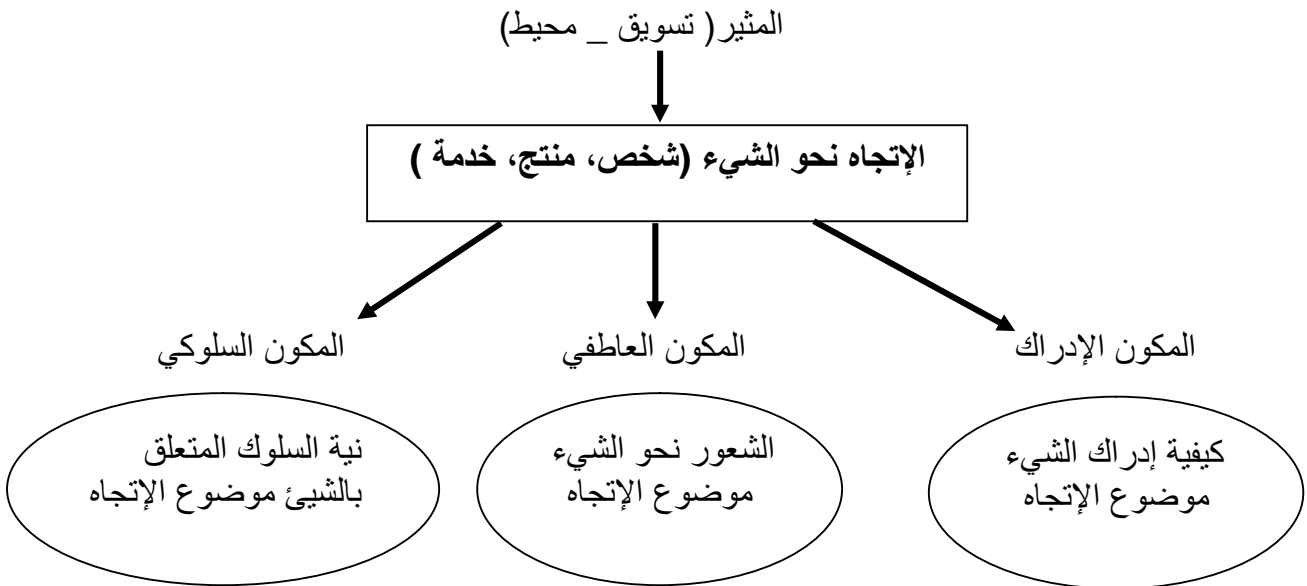 المثير( تسويق _ محيط)
الإتجاه نحو الشيء (شخص، منتج، خدمة )
المكون الإدراك
المكون العاطفي
المكون السلوكي
كيفية إدراك الشيء
موضوع الإتجاه
الشعور نحو الشيء
موضوع الإتجاه
نية السلوك المتعلق
بالشيئ موضوع الإتجاه